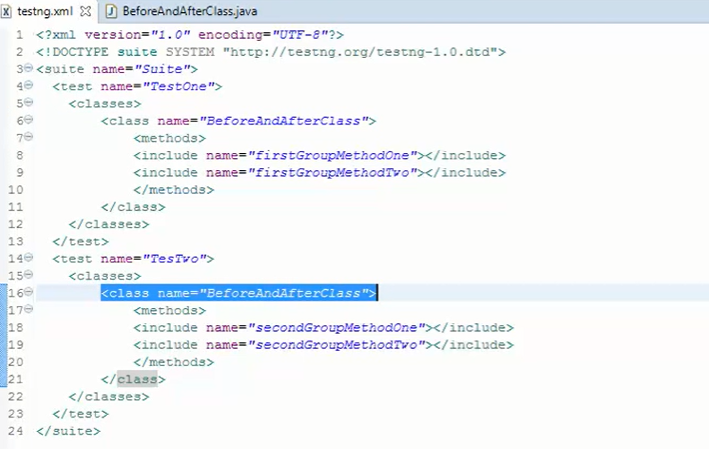 testng.xml BeforeAndAfterClass.java
1 <?xml version="1.0" encoding="UTF-8"?>
2 <!DOCTYPE suite SYSTEM "http://testng.org/testng-1.0.dtd">
3 <suite name="Suite">
4 <test name="TestOne">
5 <classes>
6 <class name="BeforeAndAfterClass">
7 <methods>
8 <include name="firstGroupMethodOne"></include>
9 <include name="firstGroupMethodTwo"></include>
10 </methods>
11 </class>
12 </classes>
13 </test>
14 <test name="TesTwo">
15 <classes>
16 <class name="BeforeAndAfterClass">
17 <methods>
18 <include name="secondGroupMethodOne"></include>
19 <include name="secondGroupMethodTwo"></include>
20 </methods>
21 </class>
22 </classes>
23 </test>
24 </suite>